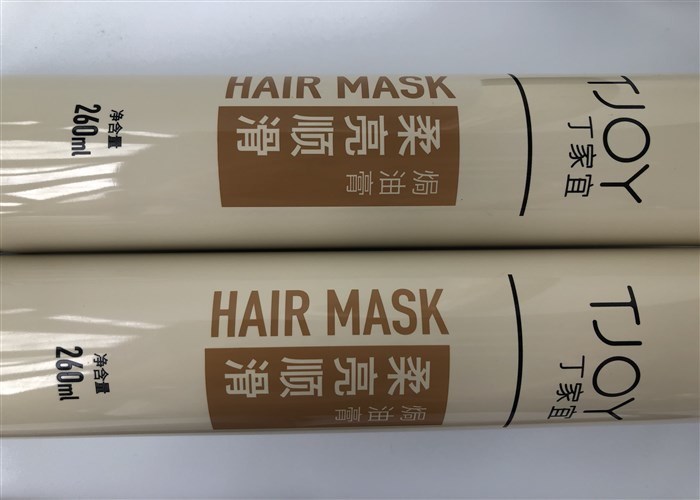 TJOY
丁家宜
HAIR MASK
柔亮顺滑
焗油膏
净含量
260ml
TJOY
丁家宜
HAIR MASK
柔亮顺滑
焗油膏
净含量
260ml